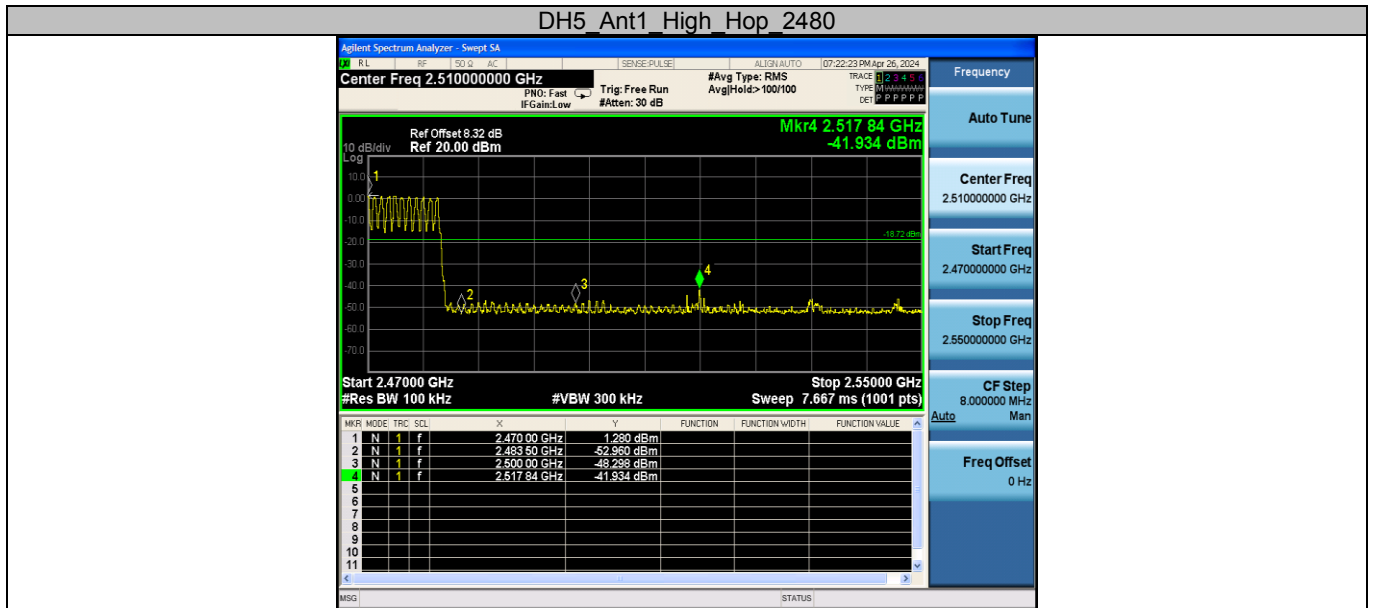 DH5_Ant1_High_Hop_2480
Agilent Spectrum Analyzer - Swept SA
RL RF 50 Ω AC SENSE:PULSE ALIGN AUTO 07:22:23 PM Apr 26, 2024
Center Freq 2.510000000 GHz
PNO: Fast
IFGain:Low
Trig: Free Run
#Atten: 30 dB
#Avg Type: RMS
Avg|Hold:> 100/100
TRACE 1 2 3 4 5 6
TYPE M
DET P P P P P P
Ref Offset 8.32 dB
10 dB/div Ref 20.00 dBm
Log
Mkr4 2.517 84 GHz
-41.934 dBm
10.0
0.00
-10.0
-20.0
-30.0
-40.0
-50.0
-60.0
-70.0
1
2
3
4
-18.72 dBm
Start 2.47000 GHz Stop 2.55000 GHz
#Res BW 100 kHz #VBW 300 kHz Sweep 7.667 ms (1001 pts)
MKR MODE TRC SCL X Y FUNCTION FUNCTION WIDTH FUNCTION VALUE
1 N 1 f 2.470 00 GHz 1.280 dBm
2 N 1 f 2.483 50 GHz -52.960 dBm
3 N 1 f 2.500 00 GHz -48.298 dBm
4 N 1 f 2.517 84 GHz -41.934 dBm
5
6
7
8
9
10
11
MSG STATUS
Frequency
Auto Tune
Center Freq
2.510000000 GHz
Start Freq
2.470000000 GHz
Stop Freq
2.550000000 GHz
CF Step
8.000000 MHz
Auto Man
Freq Offset
0 Hz